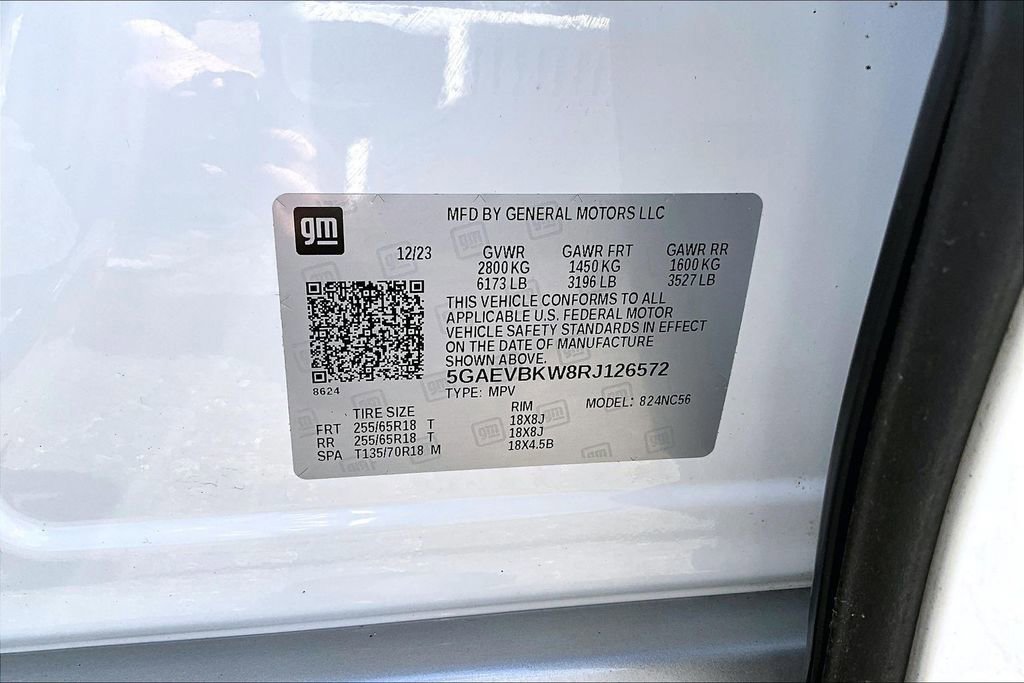 gm
MFD BY GENERAL MOTORS LLC
12/23 GVWR GAWR FRT GAWR RR
2800 KG 1450 KG 1600 KG
6173 LB 3196 LB 3527 LB
THIS VEHICLE CONFORMS TO ALL
APPLICABLE U.S. FEDERAL MOTOR
VEHICLE SAFETY STANDARDS IN EFFECT
ON THE DATE OF MANUFACTURE
SHOWN ABOVE.
5GAEVBKW8RJ126572
8624
TYPE: MPV MODEL: 824NC56
TIRE SIZE RIM
FRT 255/65R18 T 18X8J
RR 255/65R18 T 18X8J
SPA T135/70R18 M 18X4.5B